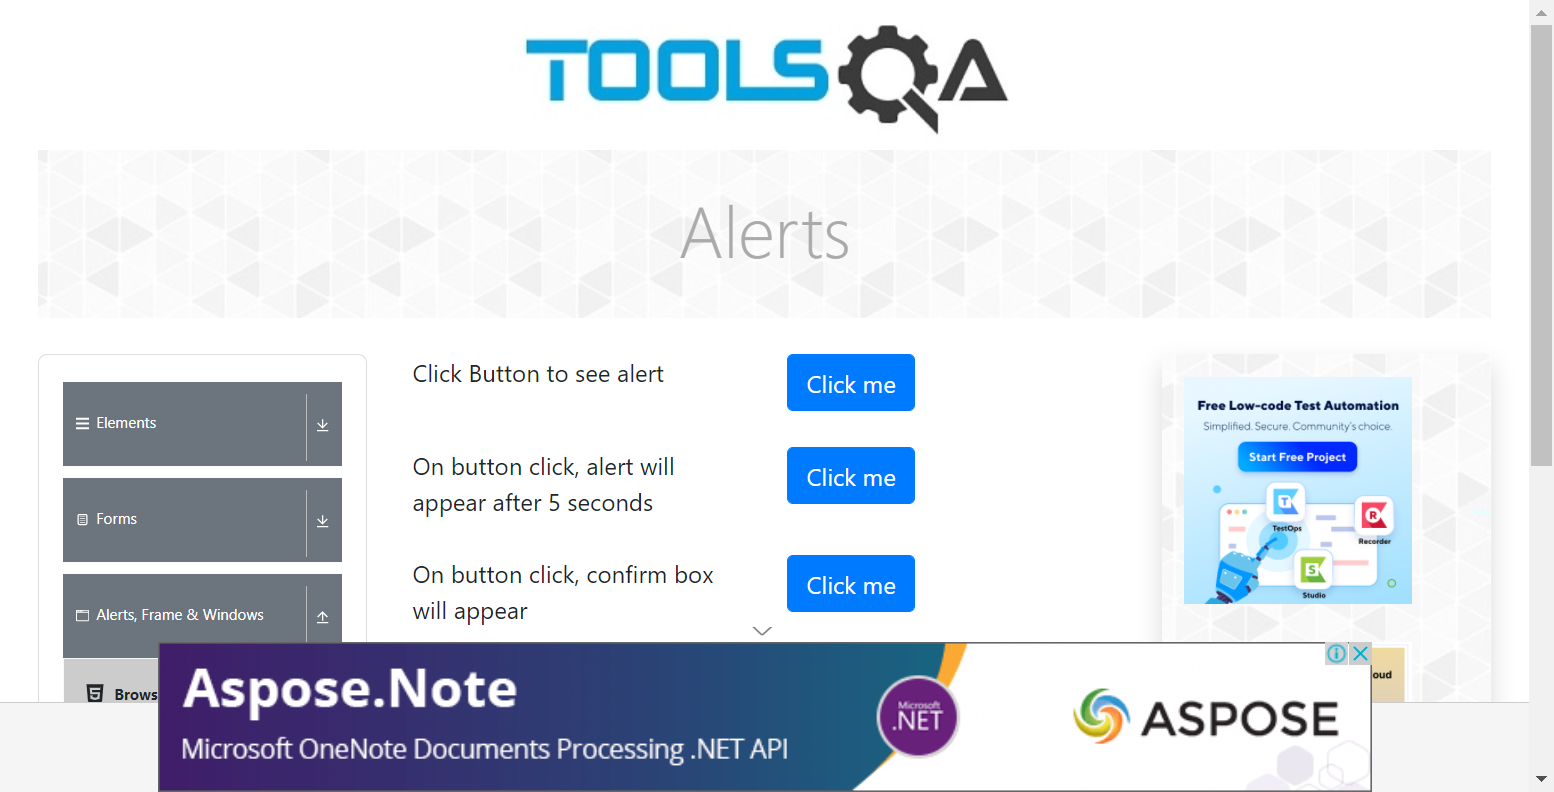 TOOLSQA
Alerts
Elements
Forms
Alerts, Frame & Windows
Brows
Click Button to see alert
Click me
On button click, alert will
appear after 5 seconds
Click me
On button click, confirm box
will appear
Click me
Free Low-code Test Automation
Simplified. Secure. Community's choice.
Start Free Project
TestOps
Recorder
Studio
oud
Aspose.Note
Microsoft OneNote Documents Processing .NET API
Microsoft
.NET
ASPOSE